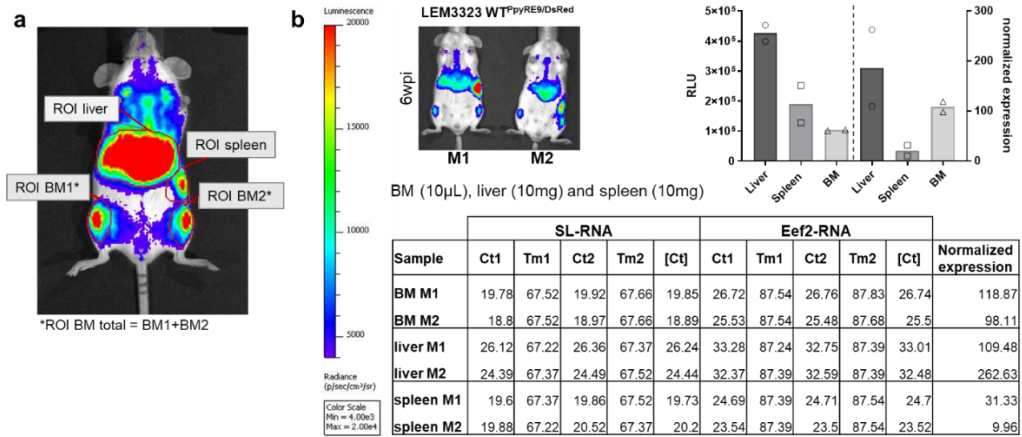 a
ROI liver
ROI spleen
ROI BM1*
ROI BM2*
*ROI BM total = BM1+BM2
Luminescence
20000
15000
10000
5000
Radiance
(p/sec/cm²/sr)
Color Scale
Min = 4.00e3
Max = 2.00e4
b
LEM3323 WT^PpyRE9/DsRed
6wpi
M1 M2
RLU
5×10⁵
4×10⁵
3×10⁵
2×10⁵
1×10⁵
0
Liver Spleen BM Liver Spleen BM
300
200
100
0
normalized expression
BM (10µL), liver (10mg) and spleen (10mg)
SL-RNA Eef2-RNA
Sample Ct1 Tm1 Ct2 Tm2 [Ct] Ct1 Tm1 Ct2 Tm2 [Ct] Normalized expression
BM M1 19.78 67.52 19.92 67.66 19.85 26.72 87.54 26.76 87.83 26.74 118.87
BM M2 18.8 67.52 18.97 67.66 18.89 25.53 87.54 25.48 87.68 25.5 98.11
liver M1 26.12 67.22 26.36 67.37 26.24 33.28 87.24 32.75 87.39 33.01 109.48
liver M2 24.39 67.37 24.49 67.52 24.44 32.37 87.39 32.59 87.39 32.48 262.63
spleen M1 19.6 67.37 19.86 67.52 19.73 24.69 87.39 24.71 87.54 24.7 31.33
spleen M2 19.88 67.22 20.52 67.37 20.2 23.54 87.39 23.5 87.54 23.52 9.96